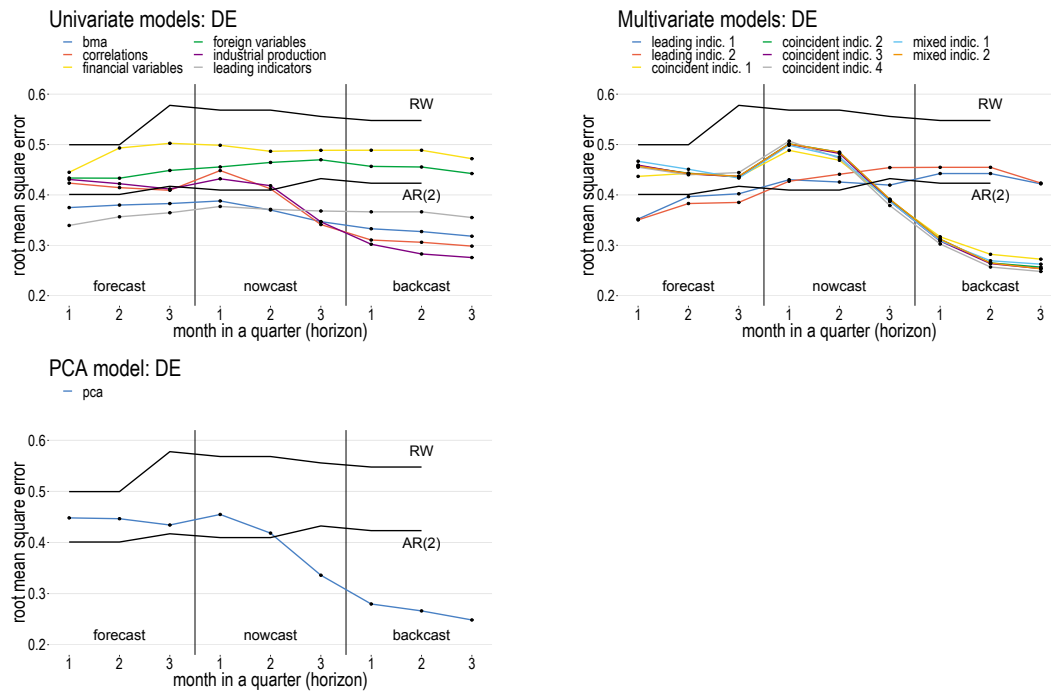 Univariate models: DE
bma
foreign variables
correlations
industrial production
financial variables
leading indicators
0.6
RW
0.5
root mean square error
0.4
AR(2)
0.3
forecast nowcast backcast
0.2
1 2 3 1 2 3 1 2 3
month in a quarter (horizon)
Multivariate models: DE
leading indic. 1 coincident indic. 2 mixed indic. 1
leading indic. 2 coincident indic. 3 mixed indic. 2
coincident indic. 1 coincident indic. 4
0.6
RW
0.5
root mean square error
0.4
AR(2)
0.3
forecast nowcast backcast
0.2
1 2 3 1 2 3 1 2 3
month in a quarter (horizon)
PCA model: DE
pca
0.6
RW
0.5
root mean square error
0.4
AR(2)
0.3
forecast nowcast backcast
0.2
1 2 3 1 2 3 1 2 3
month in a quarter (horizon)